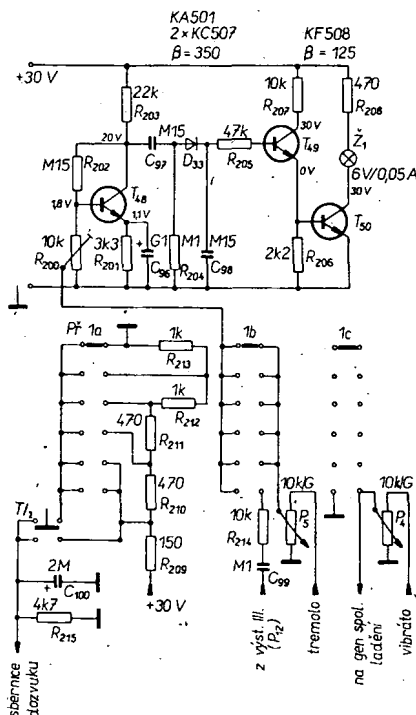 KA501
2 × KC507
β = 350
KF508
β = 125
+30 V
22k
R203
10k
R207
470
R208
30 V
T49
Ž1
6V/0,05A
20 V
M15
C97
D33
47k
R205
0 V
30 V
M15
R202
T48
1,8V
1,1V
T50
10k
R200
3k3
R201
+
G1
C96
M1
R204
M15
C98
2k2
R206
Př
1a
1k
R213
1b
1c
1k
R212
470
R211
470
R210
10k/G
P5
10k/G
P4
Tl2
10k
R214
150
R209
2M
+
C100
M1
C99
4k7
R215
+30 V
sběrnice
dozvuku
z výst. III.
(P12)
tremolo
na gen. spol.
ladění
vibráto